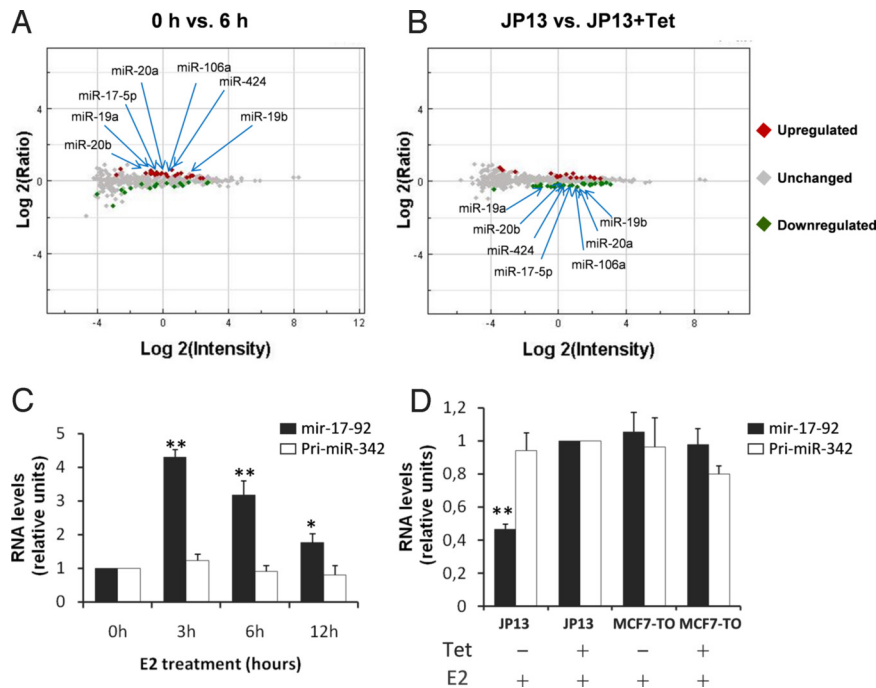 A
0 h vs. 6 h
miR-20a
miR-106a
miR-17-5p
miR-424
miR-19a
miR-19b
miR-20b
Log 2(Ratio)
4
0
-4
-4
0
4
8
12
Log 2(Intensity)
B
JP13 vs. JP13+Tet
Log 2(Ratio)
4
0
-4
miR-19a
miR-19b
miR-20b
miR-20a
miR-424
miR-106a
miR-17-5p
-4
0
4
8
Log 2(Intensity)
Upregulated
Unchanged
Downregulated
C
mir-17-92
Pri-miR-342
RNA levels
(relative units)
5
4
3
2
1
0
**
**
*
0h
3h
6h
12h
E2 treatment (hours)
D
mir-17-92
Pri-miR-342
RNA levels
(relative units)
1,2
1
0,8
0,6
0,4
0,2
0
**
JP13
JP13
MCF7-TO
MCF7-TO
Tet − + − +
E2 + + + +